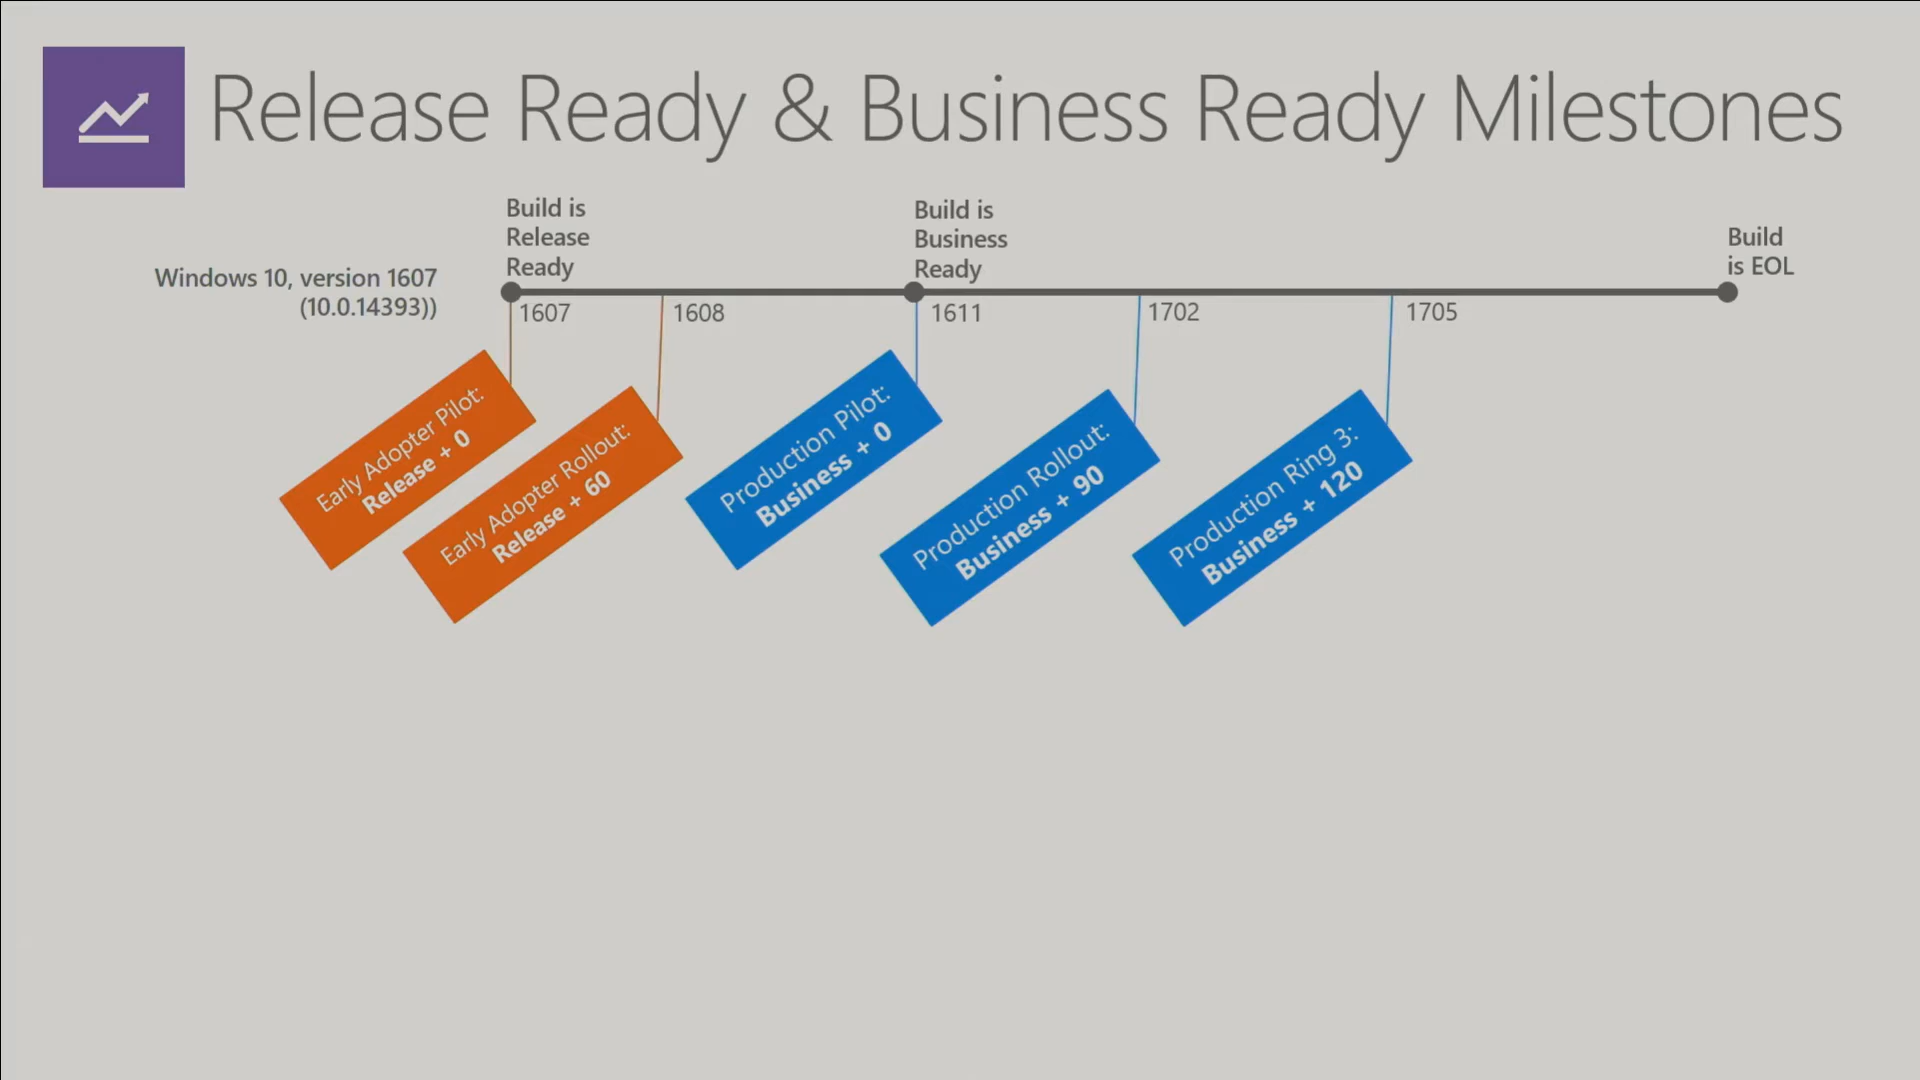 Release Ready & Business Ready Milestones
Build is
Release
Ready
Build is
Business
Ready
Build
is EOL
Windows 10, version 1607
(10.0.14393))
1607
1608
1611
1702
1705
Early Adopter Pilot:
Release + 0
Early Adopter Rollout:
Release + 60
Production Pilot:
Business + 0
Production Rollout:
Business + 90
Production Ring 3:
Business + 120